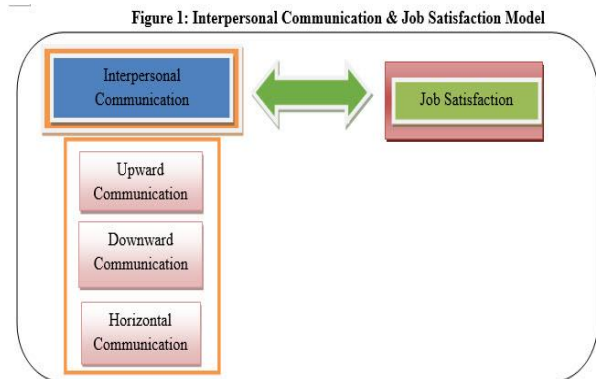 Figure 1: Interpersonal Communication & Job Satisfaction Model
Interpersonal
Communication
Job Satisfaction
Upward
Communication
Downward
Communication
Horizontal
Communication